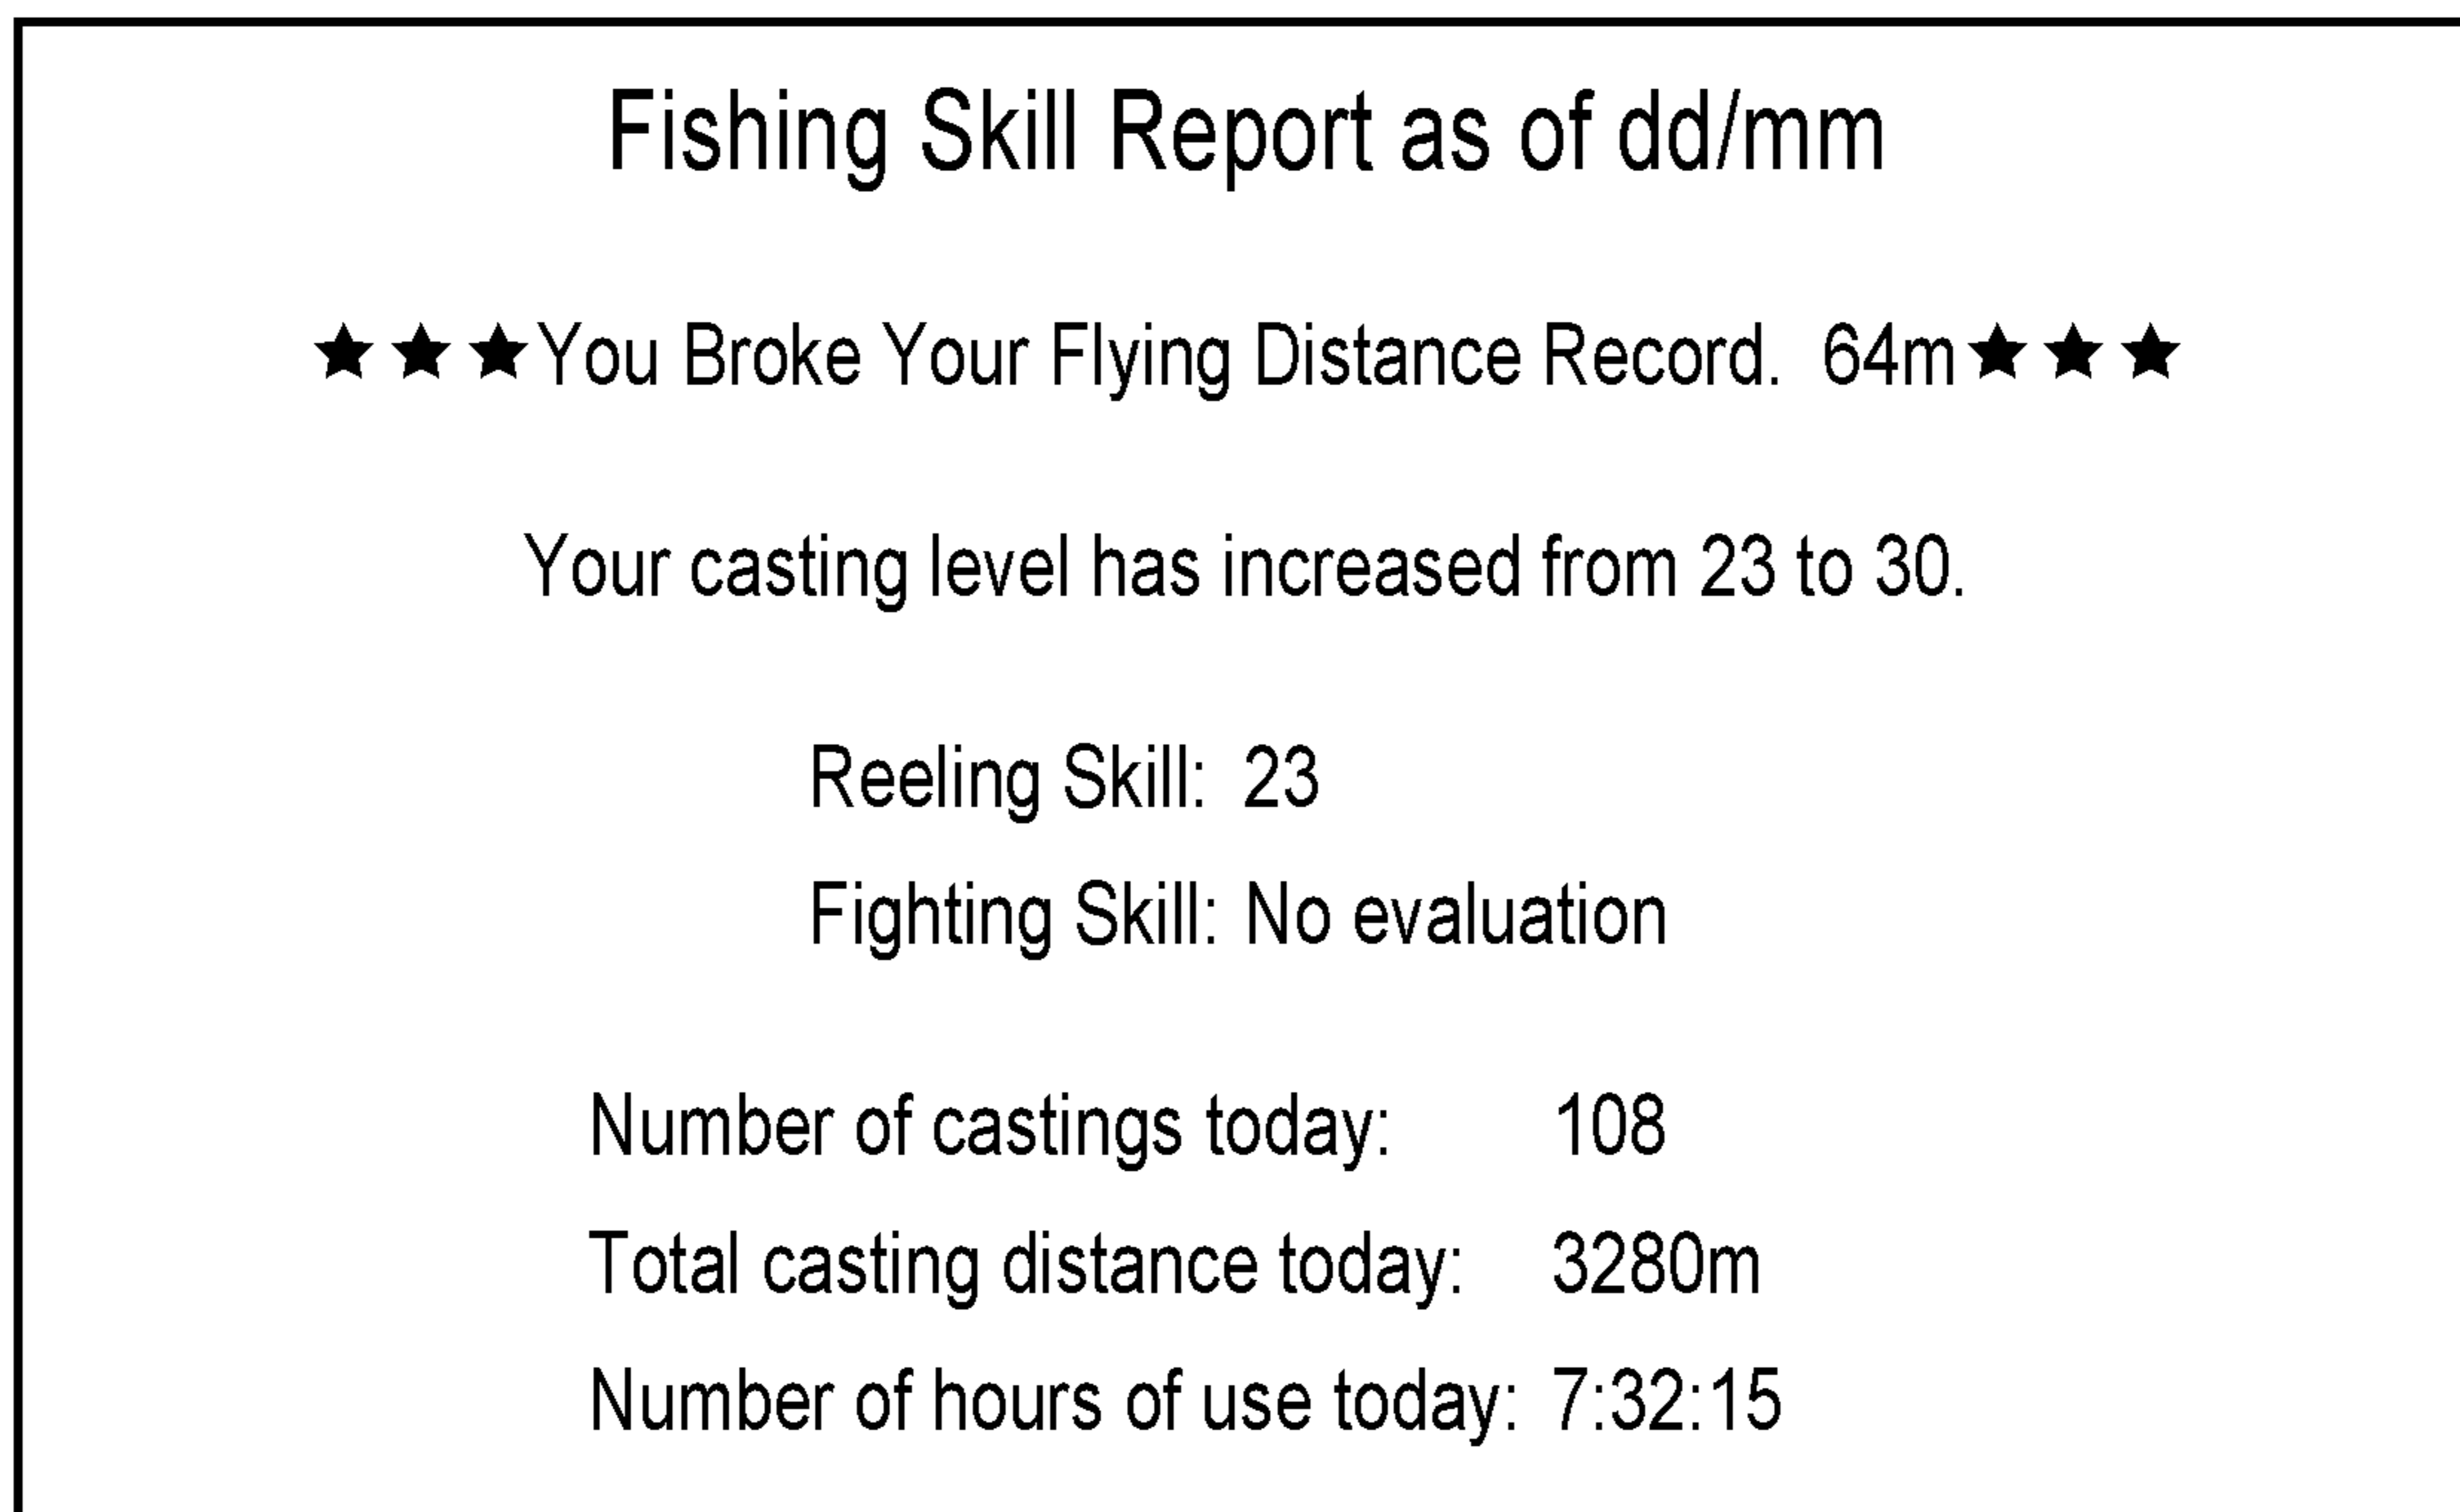 Fishing Skill Report as of dd/mm
★★★You Broke Your Flying Distance Record. 64m★★★
Your casting level has increased from 23 to 30.
Reeling Skill: 23
Fighting Skill: No evaluation
Number of castings today: 108
Total casting distance today: 3280m
Number of hours of use today: 7:32:15